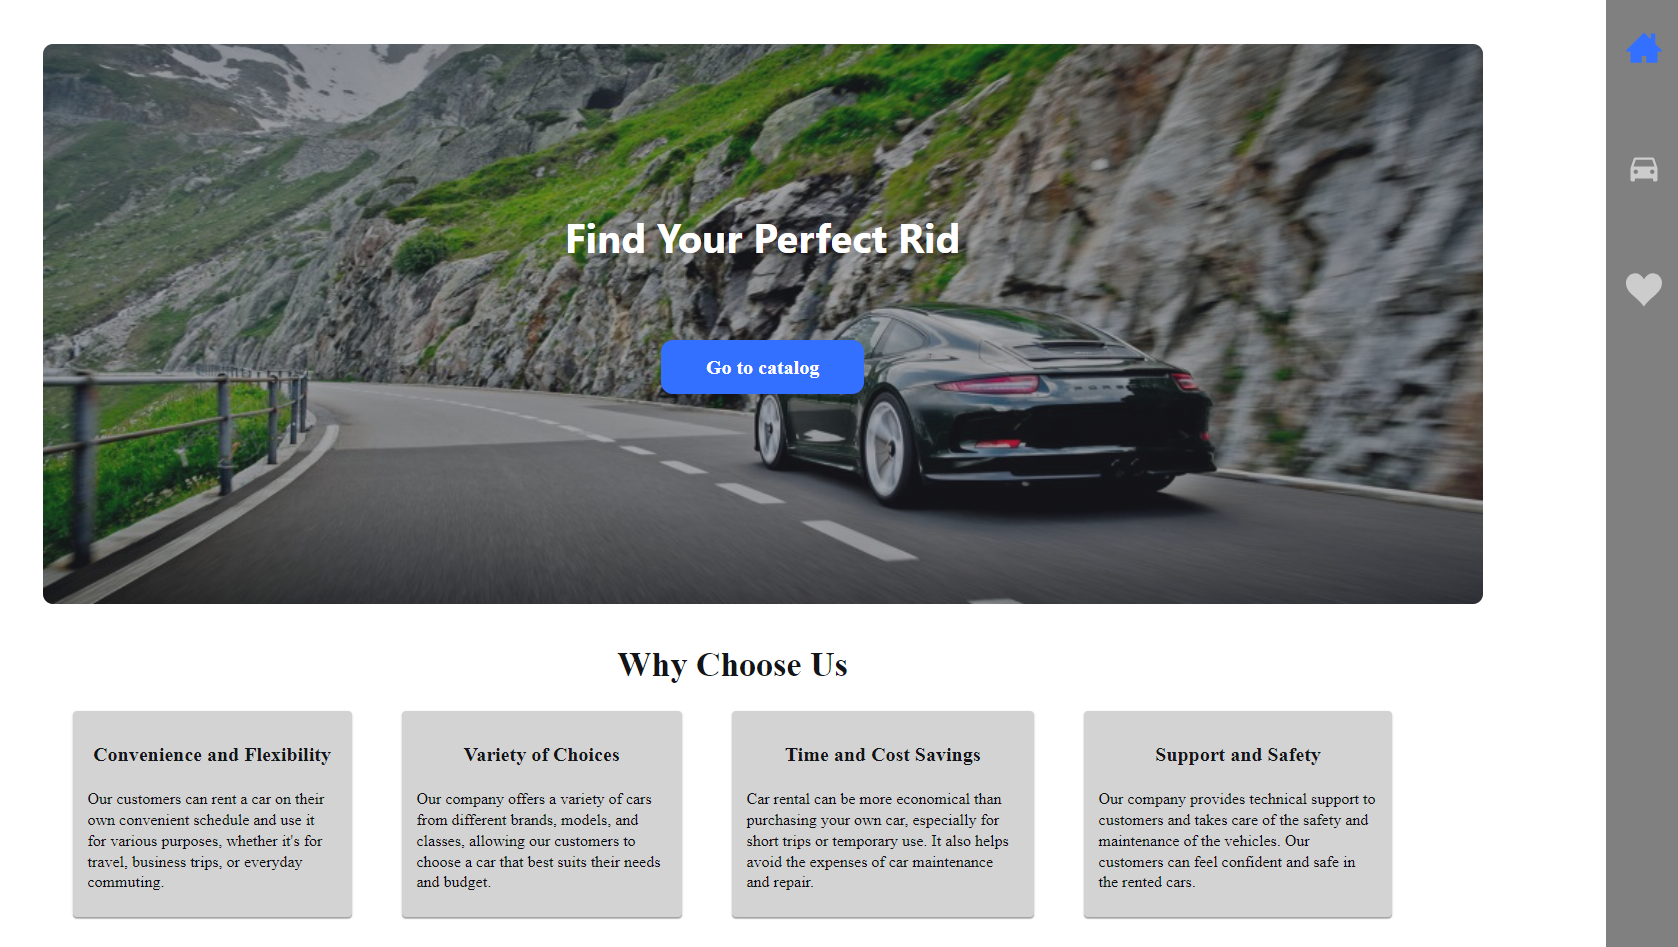 Find Your Perfect Rid
Go to catalog
PORSCHE
Why Choose Us
Convenience and Flexibility
Our customers can rent a car on their
own convenient schedule and use it
for various purposes, whether it's for
travel, business trips, or everyday
commuting.
Variety of Choices
Our company offers a variety of cars
from different brands, models, and
classes, allowing our customers to
choose a car that best suits their needs
and budget.
Time and Cost Savings
Car rental can be more economical than
purchasing your own car, especially for
short trips or temporary use. It also helps
avoid the expenses of car maintenance
and repair.
Support and Safety
Our company provides technical support to
customers and takes care of the safety and
maintenance of the vehicles. Our
customers can feel confident and safe in
the rented cars.